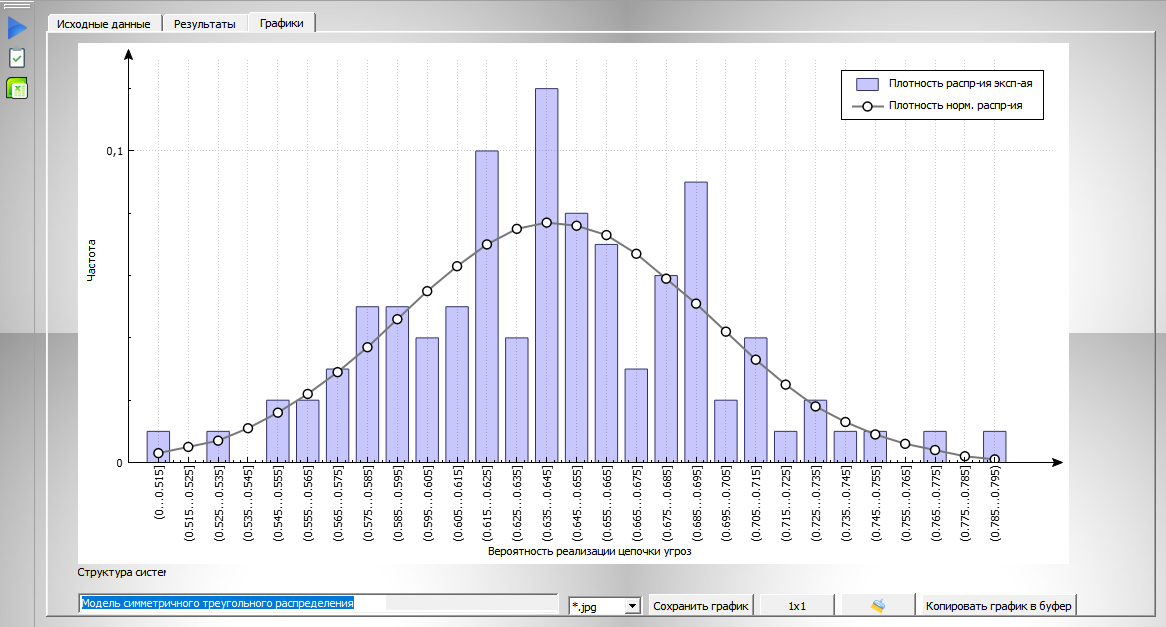 Исходные данные
Результаты
Графики
Плотность распр-ия эксп-ая
Плотность норм. распр-ия
0,1
Частота
0
(0...0.515]
(0.515...0.525]
(0.525...0.535]
(0.535...0.545]
(0.545...0.555]
(0.555...0.565]
(0.565...0.575]
(0.575...0.585]
(0.585...0.595]
(0.595...0.605]
(0.605...0.615]
(0.615...0.625]
(0.625...0.635]
(0.635...0.645]
(0.645...0.655]
(0.655...0.665]
(0.665...0.675]
(0.675...0.685]
(0.685...0.695]
(0.695...0.705]
(0.705...0.715]
(0.715...0.725]
(0.725...0.735]
(0.735...0.745]
(0.745...0.755]
(0.755...0.765]
(0.765...0.775]
(0.775...0.785]
(0.785...0.795)
Вероятность реализации цепочки угроз
Структура систем
Модель симметричного треугольного распределения
*.jpg
Сохранить график
1x1
Копировать график в буфер